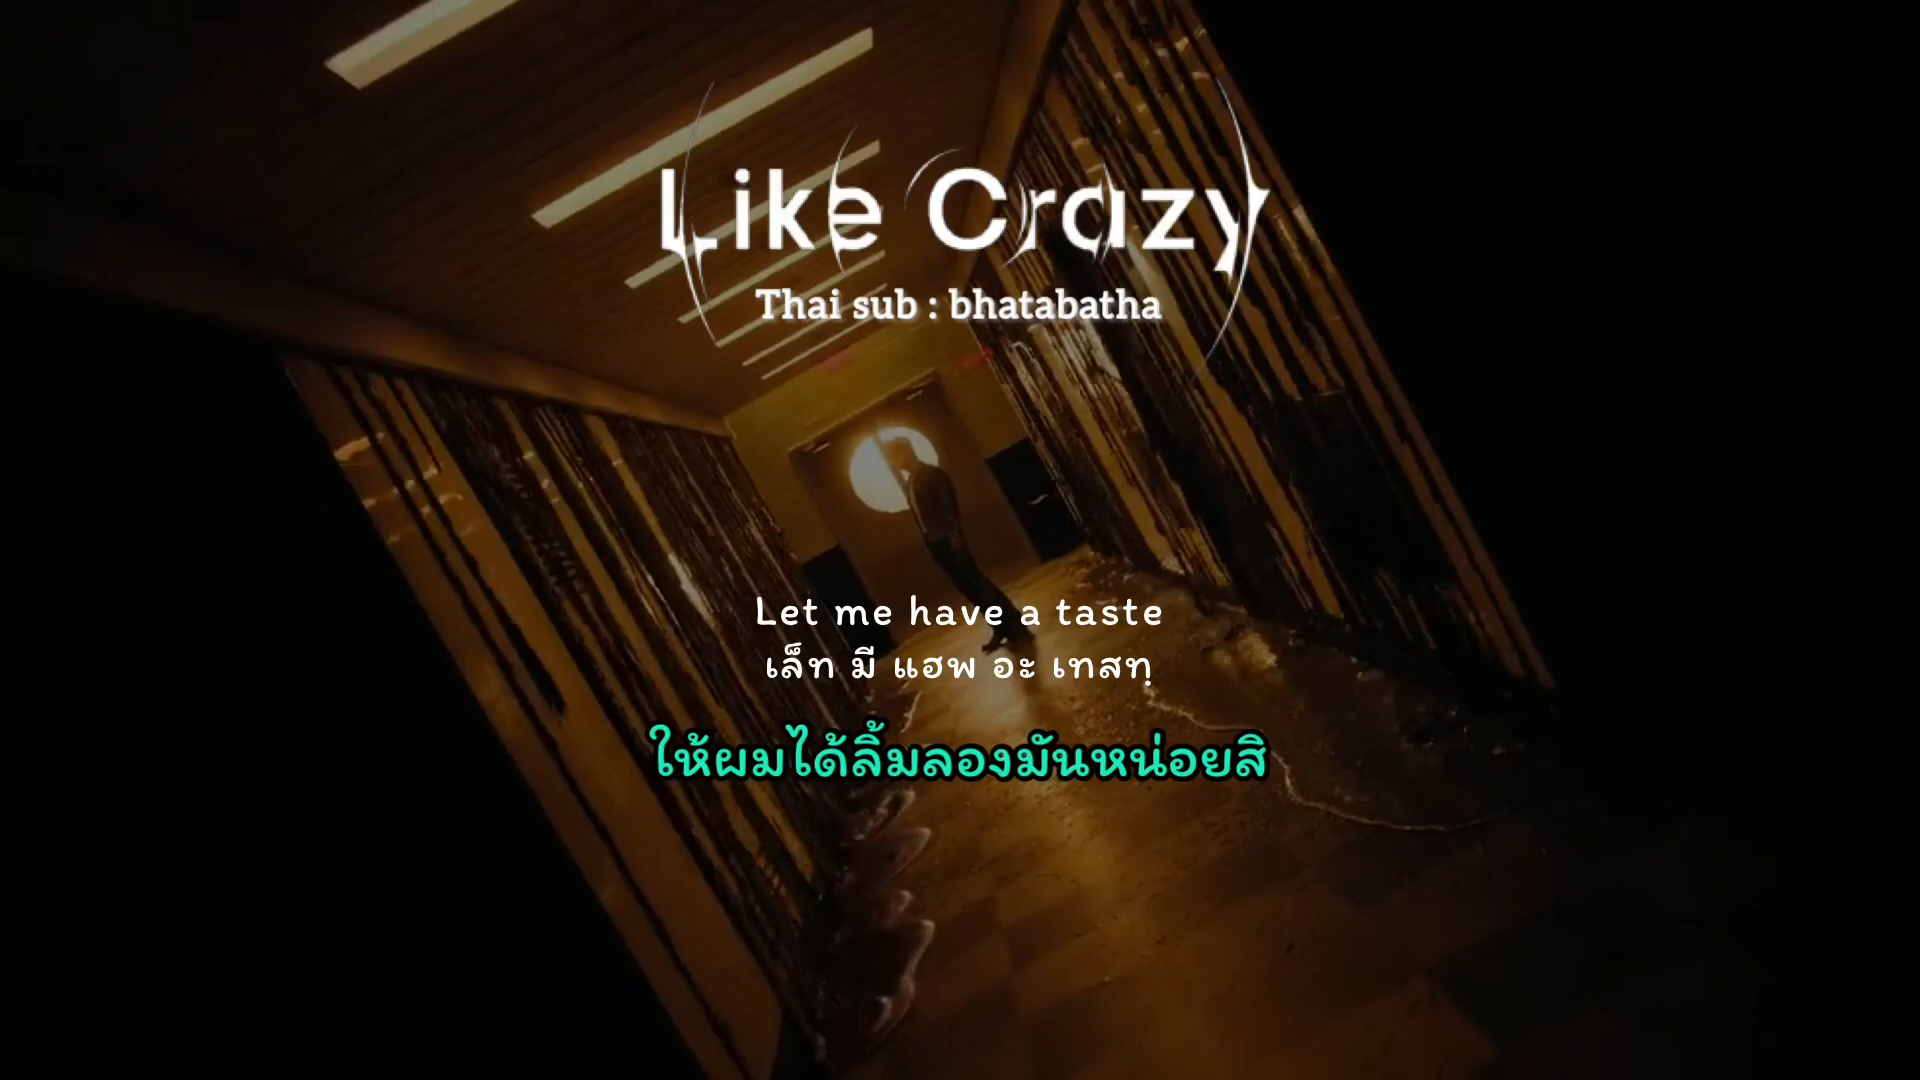 Like Crazy
Thai sub : bhatabatha
Let me have a taste
เล็ท มี แฮพ อะ เทสทฺ
ให้ผมได้ลิ้มลองมันหน่อยสิ